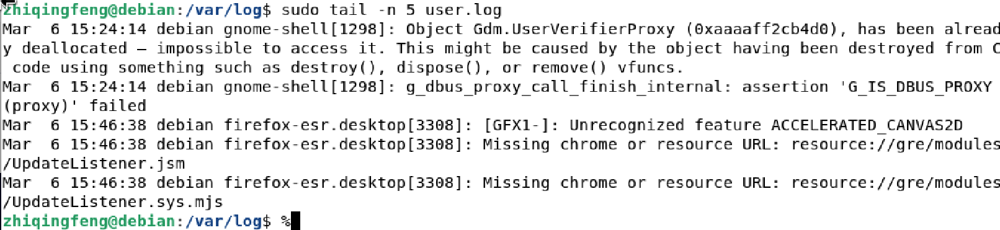 zhiqingfeng@debian:/var/log$ sudo tail -n 5 user.log
Mar  6 15:24:14 debian gnome-shell[1298]: Object Gdm.UserVerifierProxy (0xaaaaff2cb4d0), has been alread
y deallocated — impossible to access it. This might be caused by the object having been destroyed from C
 code using something such as destroy(), dispose(), or remove() vfuncs.
Mar  6 15:24:14 debian gnome-shell[1298]: g_dbus_proxy_call_finish_internal: assertion 'G_IS_DBUS_PROXY
(proxy)' failed
Mar  6 15:46:38 debian firefox-esr.desktop[3308]: [GFX1-]: Unrecognized feature ACCELERATED_CANVAS2D
Mar  6 15:46:38 debian firefox-esr.desktop[3308]: Missing chrome or resource URL: resource://gre/modules
/UpdateListener.jsm
Mar  6 15:46:38 debian firefox-esr.desktop[3308]: Missing chrome or resource URL: resource://gre/modules
/UpdateListener.sys.mjs
zhiqingfeng@debian:/var/log$ %